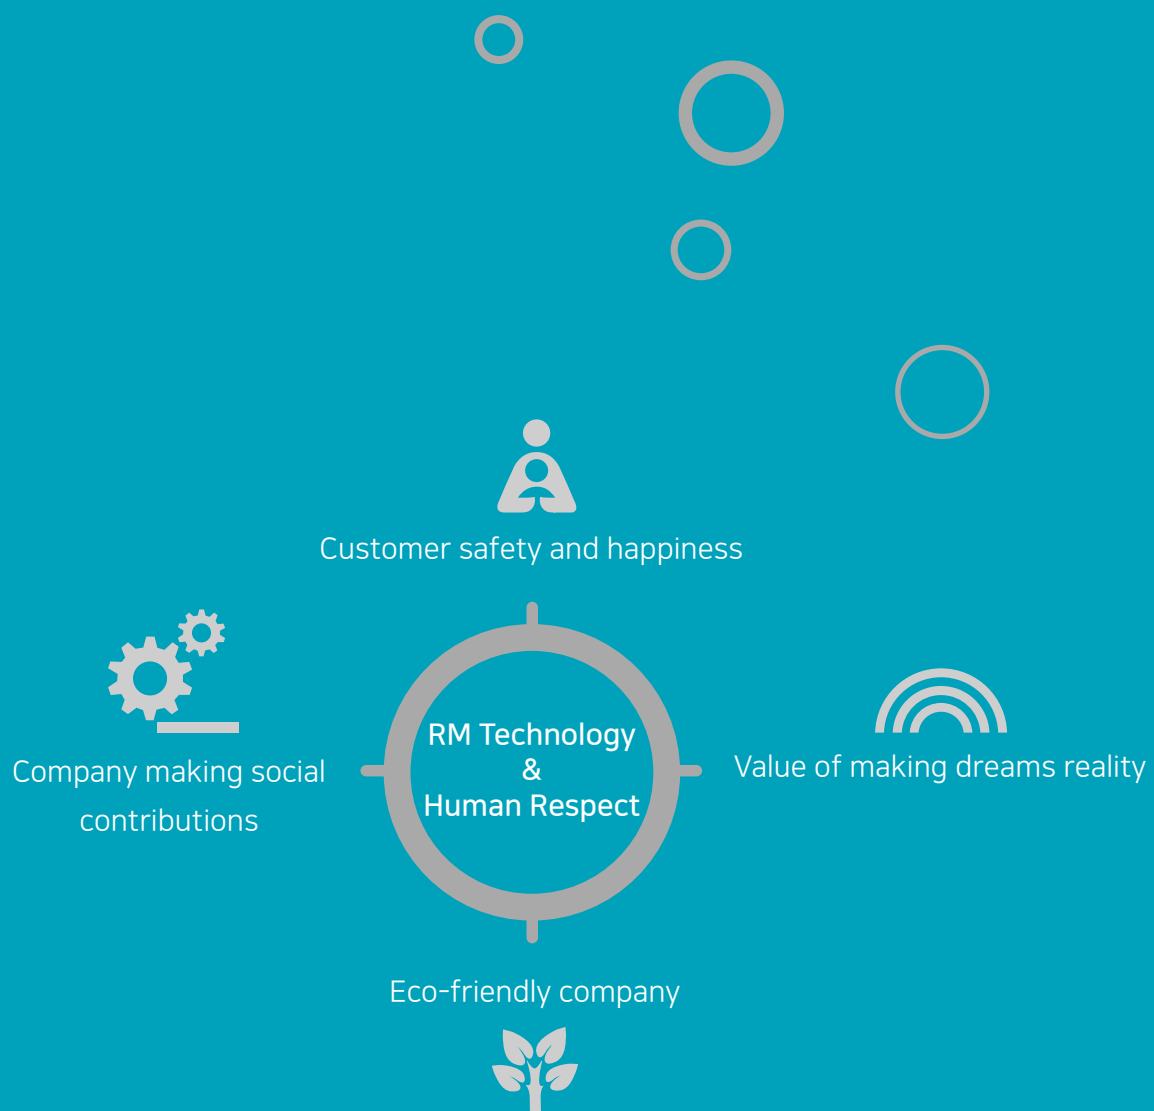 Customer safety and happiness
RM Technology
&
Human Respect
Company making social
contributions
Value of making dreams reality
Eco-friendly company